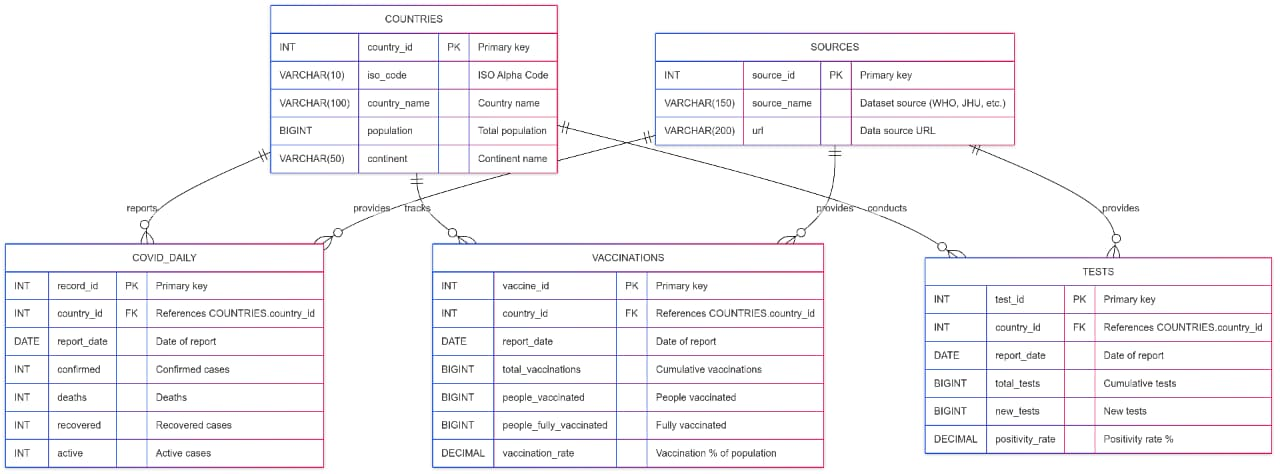 COUNTRIES
INT country_id PK Primary key
VARCHAR(10) iso_code ISO Alpha Code
VARCHAR(100) country_name Country name
BIGINT population Total population
VARCHAR(50) continent Continent name
SOURCES
INT source_id PK Primary key
VARCHAR(150) source_name Dataset source (WHO, JHU, etc.)
VARCHAR(200) url Data source URL
reports provides tracks provides conducts provides
COVID_DAILY
INT record_id PK Primary key
INT country_id FK References COUNTRIES.country_id
DATE report_date Date of report
INT confirmed Confirmed cases
INT deaths Deaths
INT recovered Recovered cases
INT active Active cases
VACCINATIONS
INT vaccine_id PK Primary key
INT country_id FK References COUNTRIES.country_id
DATE report_date Date of report
BIGINT total_vaccinations Cumulative vaccinations
BIGINT people_vaccinated People vaccinated
BIGINT people_fully_vaccinated Fully vaccinated
DECIMAL vaccination_rate Vaccination % of population
TESTS
INT test_id PK Primary key
INT country_id FK References COUNTRIES.country_id
DATE report_date Date of report
BIGINT total_tests Cumulative tests
BIGINT new_tests New tests
DECIMAL positivity_rate Positivity rate %